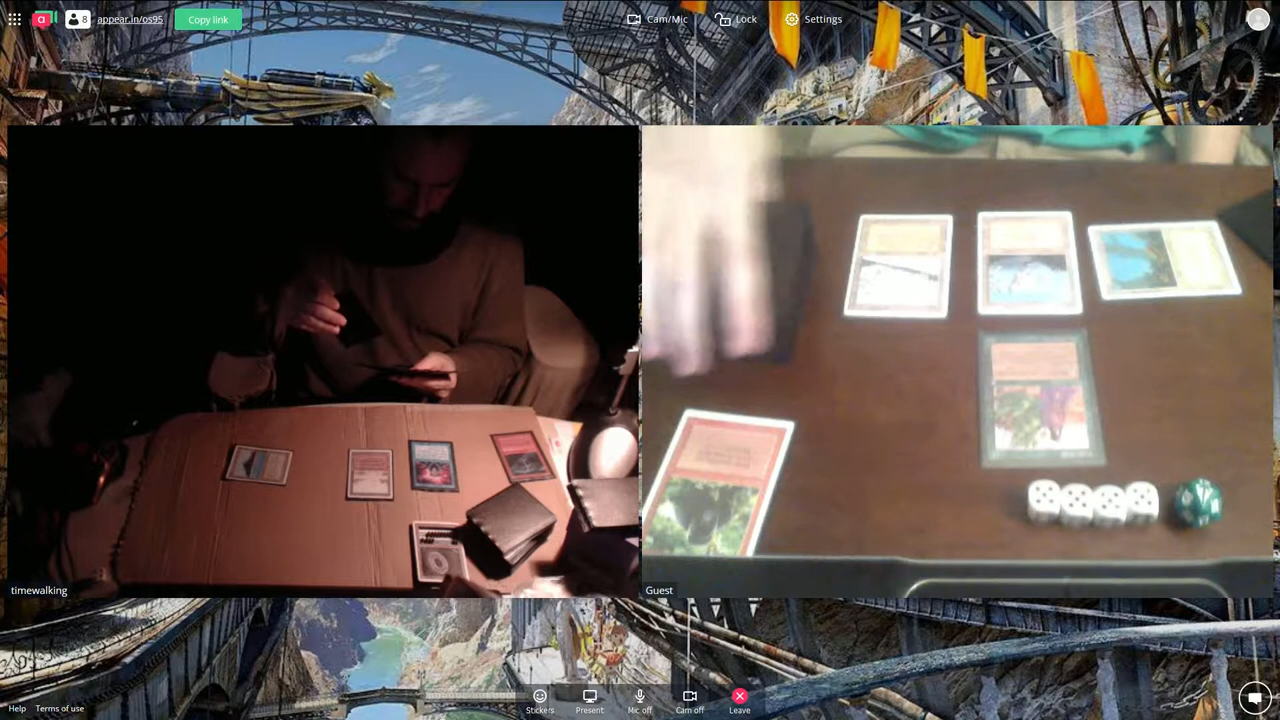 a 8 appear.in/os95 Copy link Cam/Mic Lock Settings
timewalking Guest
Help Terms of use Stickers Present Mic off Cam off Leave